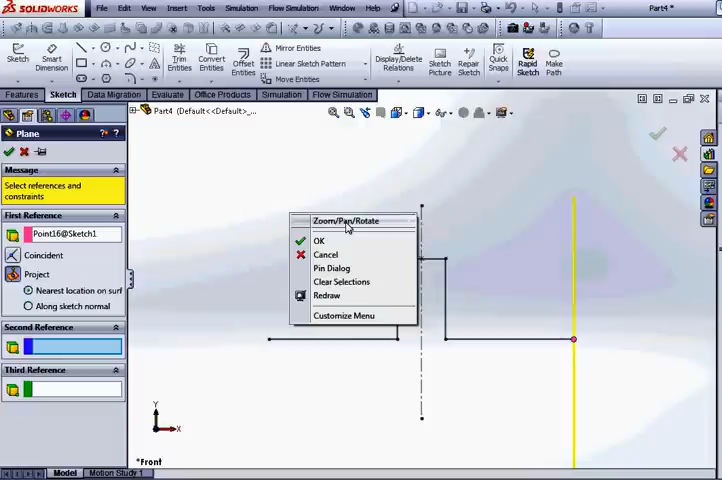 SOLIDWORKS File Edit View Insert Tools Simulation Flow Simulation Window Help Part4 *
Sketch
Smart Dimension
Trim Entities
Convert Entities
Offset Entities
Mirror Entities
Linear Sketch Pattern
Move Entities
Display/Delete Relations
Sketch Picture
Repair Sketch
Quick Snaps
Rapid Sketch
Make Path
Features Sketch Data Migration Evaluate Office Products Simulation Flow Simulation
Part4 (Default<<Default>_...
Plane
Message
Select references and constraints
First Reference
Point16@Sketch1
Coincident
Project
Nearest location on surf
Along sketch normal
Second Reference
Third Reference
Zoom/Pan/Rotate
OK
Cancel
Pin Dialog
Clear Selections
Redraw
Customize Menu
Y
X
*Front
Model Motion Study 1